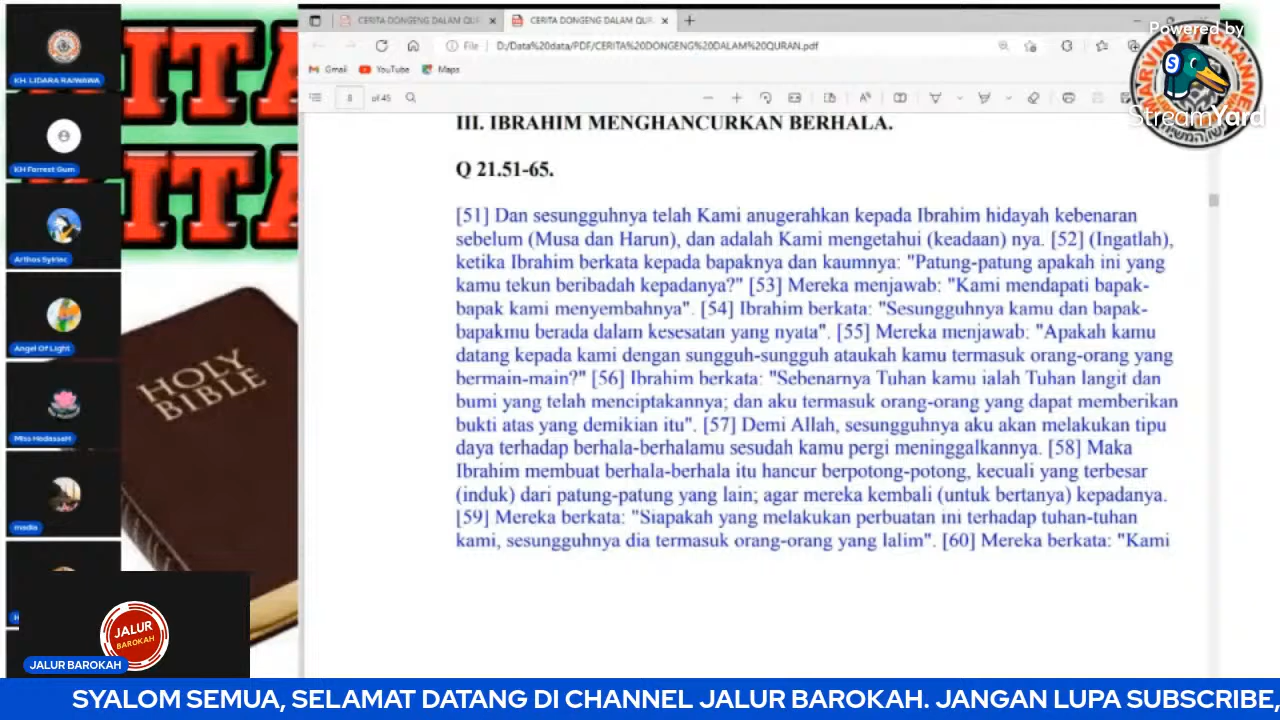 KH. LIDARA RAIWAWA
KH Forrest Gum
Arthos Syirinc
Angel Of Light
Miss HadassaH
madis
JALUR
BAROKAH
JALUR BAROKAH
ITA
ITA
HOLY
BIBLE
CERITA DONGENG DALAM QUR
CERITA DONGENG DALAM QUR
File
D:/Data%20data/PDF/CERITA%20DONGENG%20DALAM%20QURAN.pdf
Gmail
YouTube
Maps
8
of 45
Powered by
StreamYard
III. IBRAHIM MENGHANCURKAN BERHALA.
Q 21.51-65.
[51] Dan sesungguhnya telah Kami anugerahkan kepada Ibrahim hidayah kebenaran
sebelum (Musa dan Harun), dan adalah Kami mengetahui (keadaan) nya. [52] (Ingatlah),
ketika Ibrahim berkata kepada bapaknya dan kaumnya: "Patung-patung apakah ini yang
kamu tekun beribadah kepadanya?" [53] Mereka menjawab: "Kami mendapati bapak-
bapak kami menyembahnya". [54] Ibrahim berkata: "Sesungguhnya kamu dan bapak-
bapakmu berada dalam kesesatan yang nyata". [55] Mereka menjawab: "Apakah kamu
datang kepada kami dengan sungguh-sungguh ataukah kamu termasuk orang-orang yang
bermain-main?" [56] Ibrahim berkata: "Sebenarnya Tuhan kamu ialah Tuhan langit dan
bumi yang telah menciptakannya; dan aku termasuk orang-orang yang dapat memberikan
bukti atas yang demikian itu". [57] Demi Allah, sesungguhnya aku akan melakukan tipu
daya terhadap berhala-berhalamu sesudah kamu pergi meninggalkannya. [58] Maka
Ibrahim membuat berhala-berhala itu hancur berpotong-potong, kecuali yang terbesar
(induk) dari patung-patung yang lain; agar mereka kembali (untuk bertanya) kepadanya.
[59] Mereka berkata: "Siapakah yang melakukan perbuatan ini terhadap tuhan-tuhan
kami, sesungguhnya dia termasuk orang-orang yang lalim". [60] Mereka berkata: "Kami
SYALOM SEMUA, SELAMAT DATANG DI CHANNEL JALUR BAROKAH. JANGAN LUPA SUBSCRIBE,